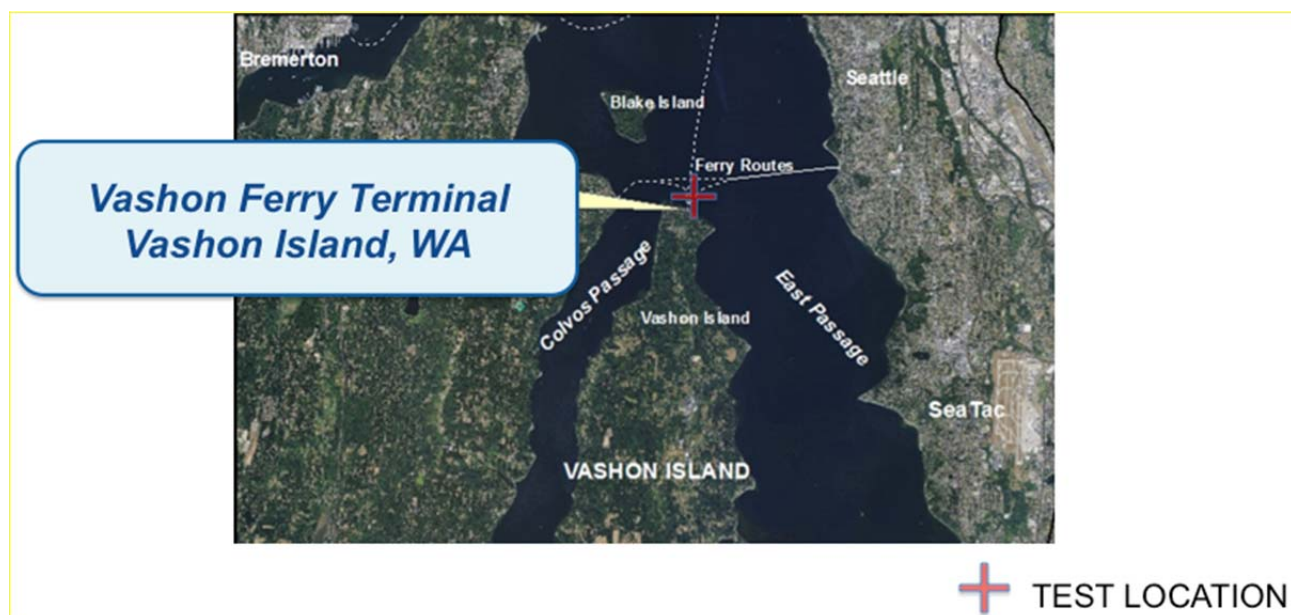 Bremerton
Seattle
Blake Island
Ferry Routes
Vashon Ferry Terminal
Vashon Island, WA
Colvos Passage
East Passage
Vashon Island
SeaTac
VASHON ISLAND
TEST LOCATION